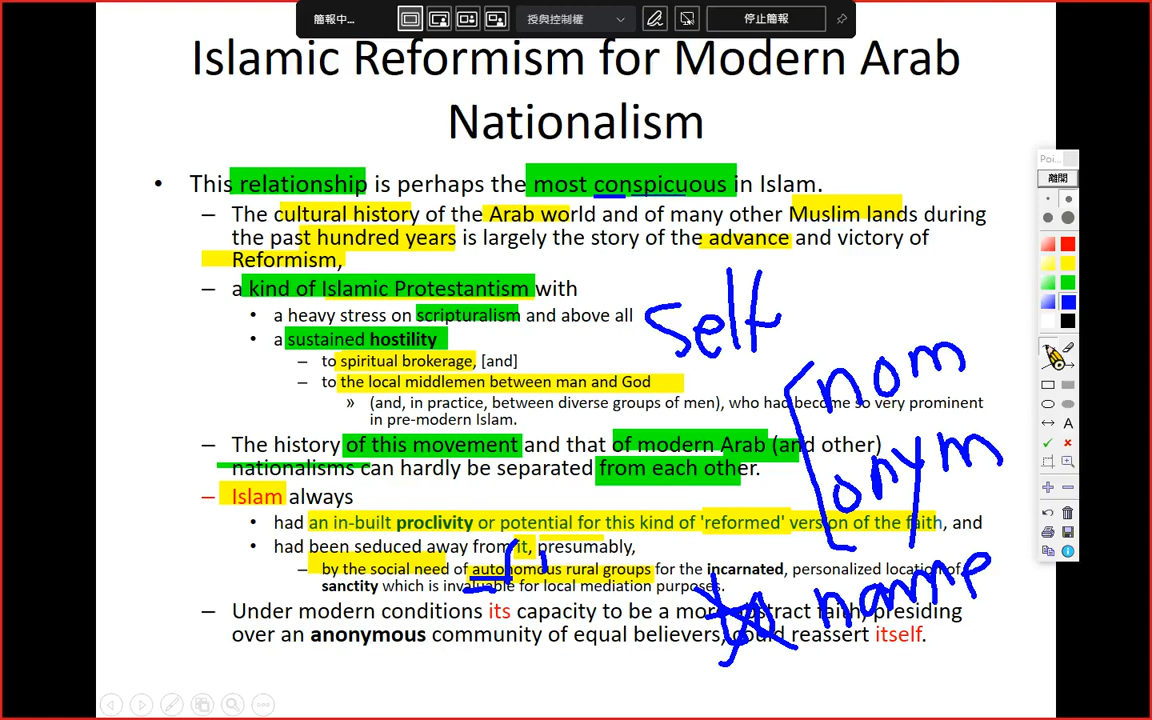 簡報中...
授與控制權
停止簡報
Islamic Reformism for Modern Arab
Nationalism
• This relationship is perhaps the most conspicuous in Islam.
– The cultural history of the Arab world and of many other Muslim lands during
the past hundred years is largely the story of the advance and victory of
Reformism,
– a kind of Islamic Protestantism with
• a heavy stress on scripturalism and above all
• a sustained hostility
– to spiritual brokerage, [and]
– to the local middlemen between man and God
» (and, in practice, between diverse groups of men), who had become so very prominent
in pre-modern Islam.
– The history of this movement and that of modern Arab (and other)
nationalisms can hardly be separated from each other.
– Islam always
• had an in-built proclivity or potential for this kind of 'reformed' version of the faith, and
• had been seduced away from it, presumably,
– by the social need of autonomous rural groups for the incarnated, personalized location of
sanctity which is invaluable for local mediation purposes.
– Under modern conditions its capacity to be a more abstract faith, presiding
over an anonymous community of equal believers, could reassert itself.
self
nom
onym
name
Poi...
離開
A